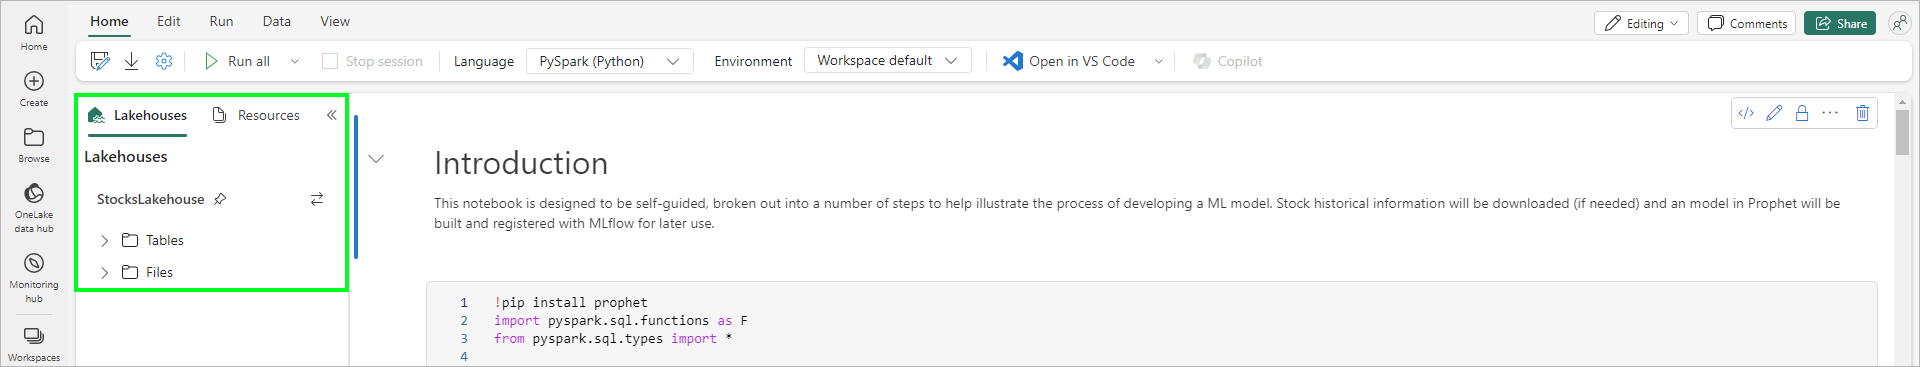 Home Edit Run Data View
Editing Comments Share
Run all Stop session Language PySpark (Python) Environment Workspace default Open in VS Code Copilot
Home
Create
Browse
OneLake
data hub
Monitoring
hub
Workspaces
Lakehouses Resources
Lakehouses
StocksLakehouse
Tables
Files
</>
Introduction
This notebook is designed to be self-guided, broken out into a number of steps to help illustrate the process of developing a ML model. Stock historical information will be downloaded (if needed) and an model in Prophet will be
built and registered with MLflow for later use.
1 !pip install prophet
2 import pyspark.sql.functions as F
3 from pyspark.sql.types import *
4